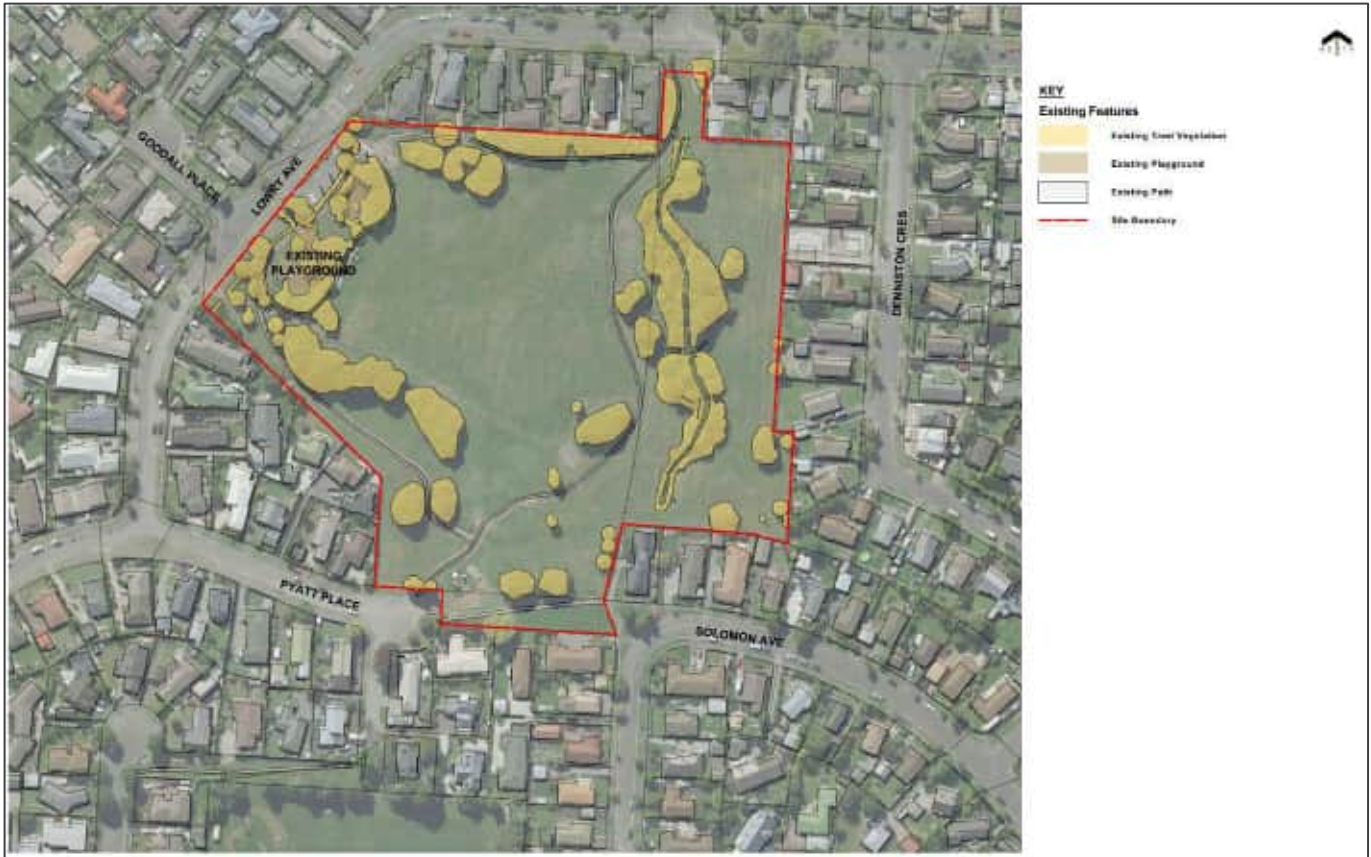 KEY
Existing Features
Existing Tree/ Vegetation
Existing Playground
Existing Path
Site Boundary
GOODALL PLACE
LOWRY AVE
EXISTING
PLAYGROUND
DENNISTON CRES
PYATT PLACE
SOLOMON AVE